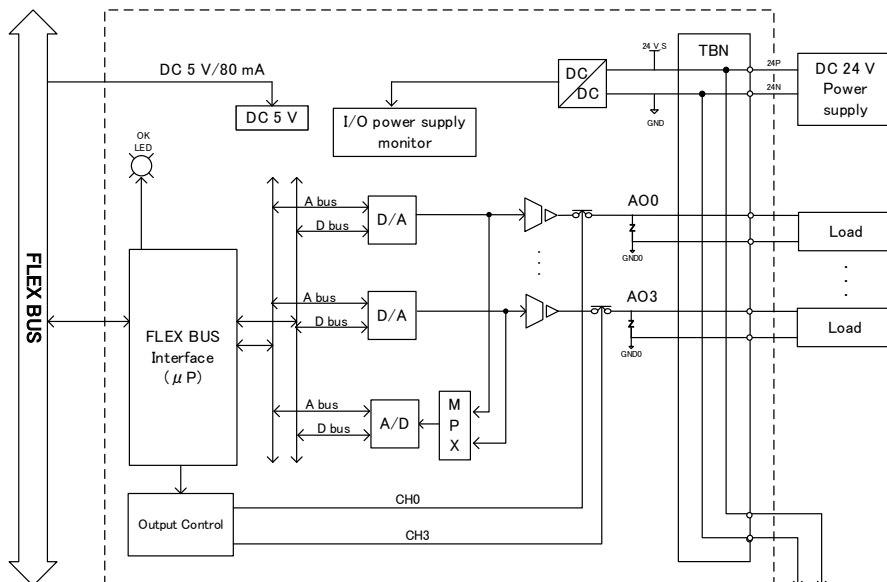 DC 5 V/80 mA
DC 5 V
I/O power supply
monitor
DC
DC
24 V_S
GND
TBN
24P
24N
DC 24 V
Power
supply
OK
LED
FLEX BUS
FLEX BUS
Interface
(μP)
A bus
D bus
D/A
AO0
Z
GND0
Load
A bus
D bus
D/A
AO3
Z
GND0
Load
A bus
D bus
A/D
M
P
X
Output Control
CH0
CH3